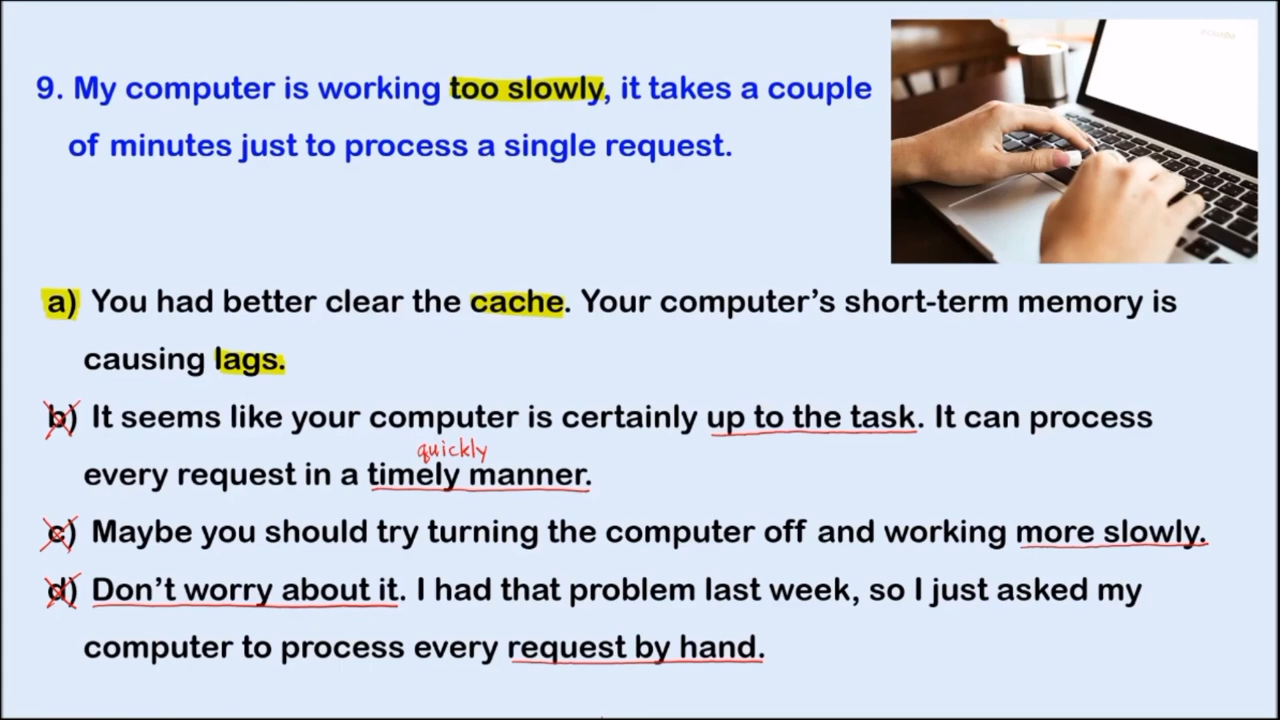 9. My computer is working too slowly, it takes a couple
of minutes just to process a single request.
a) You had better clear the cache. Your computer's short-term memory is
causing lags.
b) It seems like your computer is certainly up to the task. It can process
quickly
every request in a timely manner.
c) Maybe you should try turning the computer off and working more slowly.
d) Don't worry about it. I had that problem last week, so I just asked my
computer to process every request by hand.